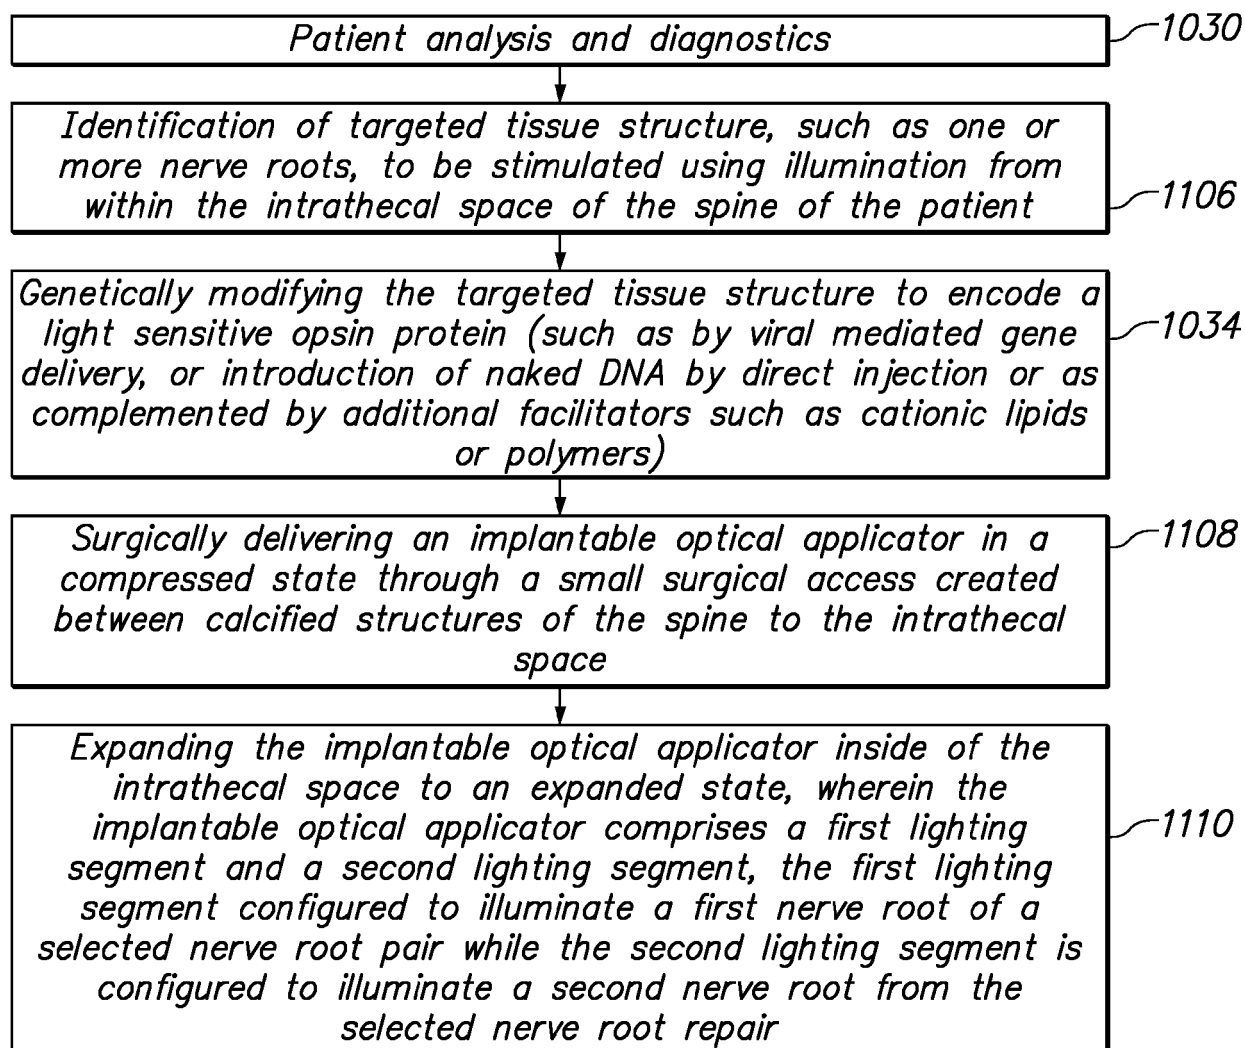 Patient analysis and diagnostics
1030
Identification of targeted tissue structure, such as one or
more nerve roots, to be stimulated using illumination from
within the intrathecal space of the spine of the patient
1106
Genetically modifying the targeted tissue structure to encode a
light sensitive opsin protein (such as by viral mediated gene
delivery, or introduction of naked DNA by direct injection or as
complemented by additional facilitators such as cationic lipids
or polymers)
1034
Surgically delivering an implantable optical applicator in a
compressed state through a small surgical access created
between calcified structures of the spine to the intrathecal
space
1108
Expanding the implantable optical applicator inside of the
intrathecal space to an expanded state, wherein the
implantable optical applicator comprises a first lighting
segment and a second lighting segment, the first lighting
segment configured to illuminate a first nerve root of a
selected nerve root pair while the second lighting segment is
configured to illuminate a second nerve root from the
selected nerve root repair
1110